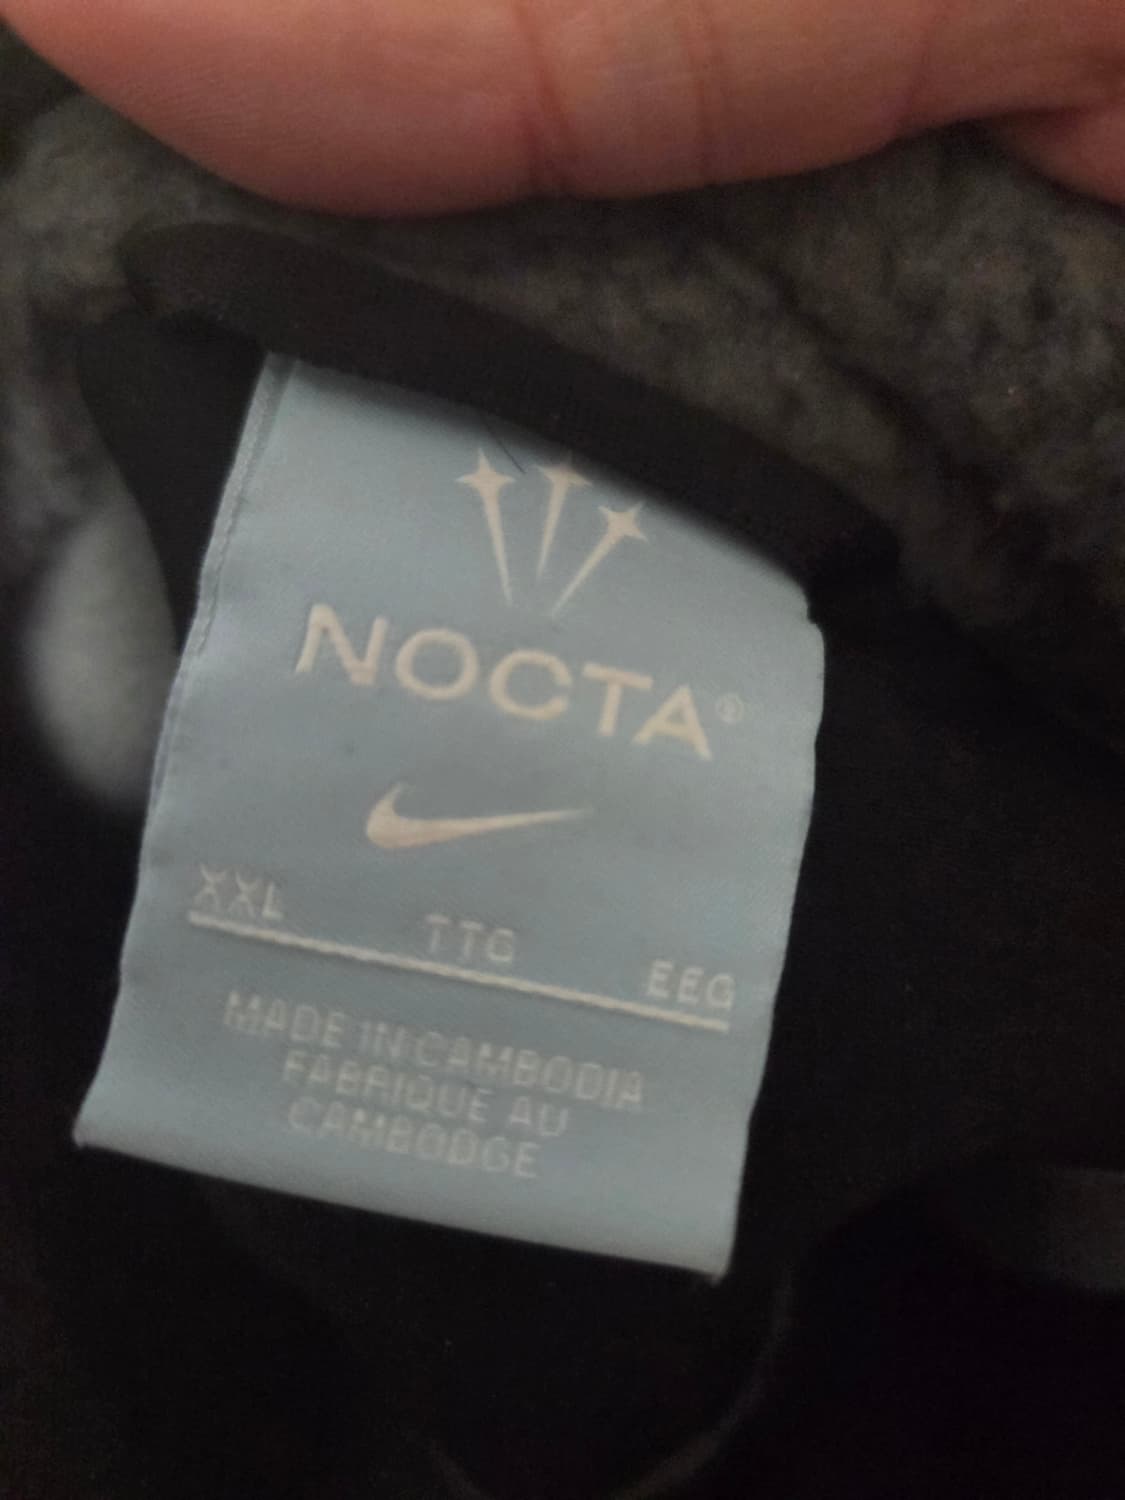 NOCTA®
XXL TTG EEG
MADE IN CAMBODIA
FABRIQUE AU
CAMBODGE